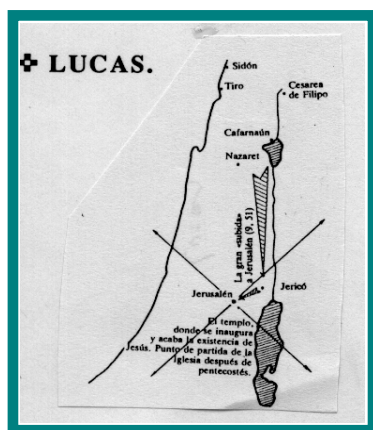 ✤ LUCAS.
Sidón
Tiro
Cesarea
de Filipo
Cafarnaún
Nazaret
La gran «subida»
a Jerusalén (9, 51)
Jerusalén
Jericó
El templo,
donde se inaugura
y acaba la existencia de
Jesús. Punto de partida de la
Iglesia después de
pentecostés.